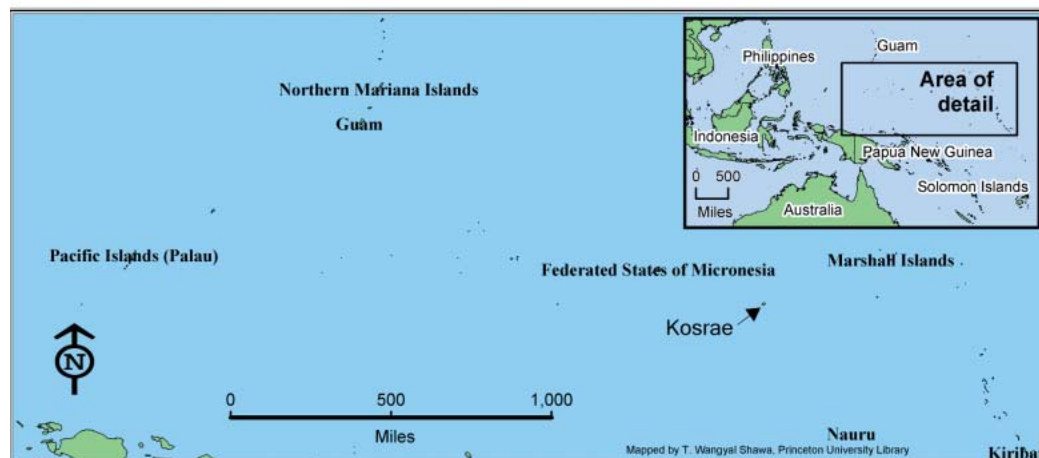 Northern Mariana Islands
Guam
Pacific Islands (Palau)
Federated States of Micronesia
Marshall Islands
Kosrae
N
0 500 1,000
Miles
Nauru
Mapped by T. Wangyal Shawa, Princeton University Library
Kiriba
Guam
Philippines
Area of
detail
Indonesia
Papua New Guinea
0 500
Miles
Solomon Islands
Australia